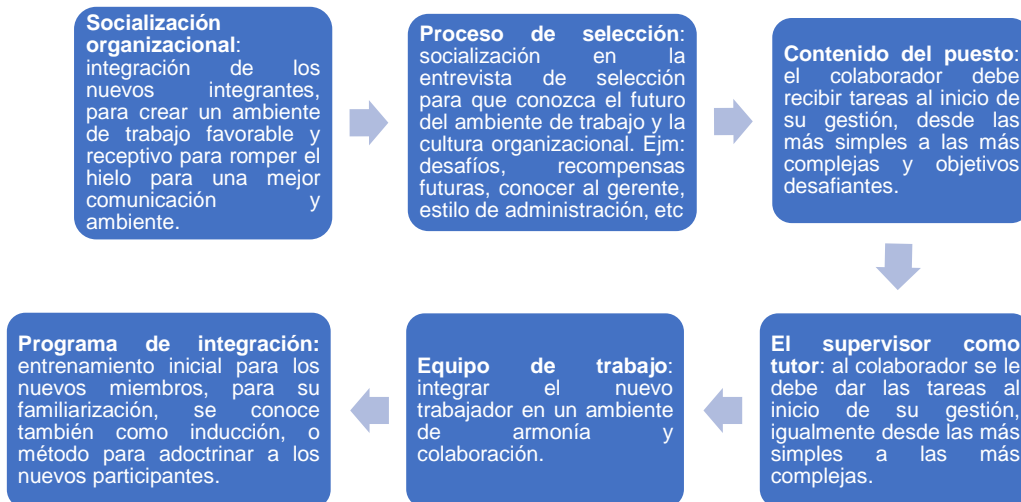 Socialización
organizacional:
integración de los
nuevos integrantes,
para crear un ambiente
de trabajo favorable y
receptivo para romper el
hielo para una mejor
comunicación y
ambiente.
Proceso de selección:
socialización en la
entrevista de selección
para que conozca el futuro
del ambiente de trabajo y la
cultura organizacional. Ejm:
desafíos, recompensas
futuras, conocer al gerente,
estilo de administración, etc
Contenido del puesto:
el colaborador debe
recibir tareas al inicio de
su gestión, desde las
más simples a las más
complejas y objetivos
desafiantes.
El supervisor como
tutor: al colaborador se le
debe dar las tareas al
inicio de su gestión,
igualmente desde las más
simples a las más
complejas.
Equipo de trabajo:
integrar el nuevo
trabajador en un ambiente
de armonía y
colaboración.
Programa de integración:
entrenamiento inicial para los
nuevos miembros, para su
familiarización, se conoce
también como inducción, o
método para adoctrinar a los
nuevos participantes.